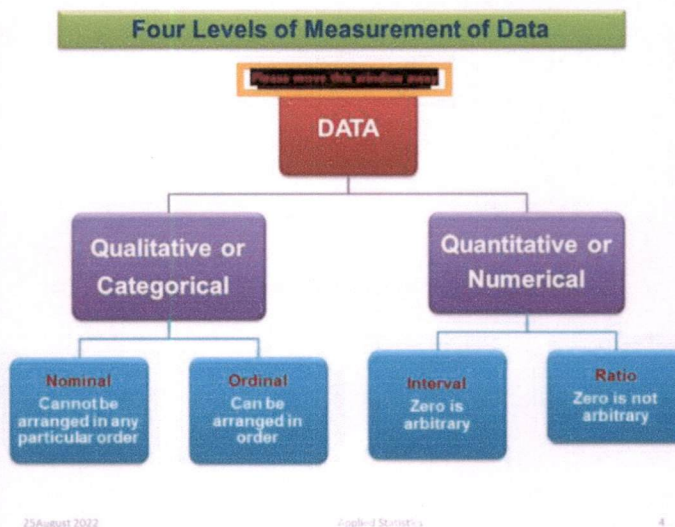 Four Levels of Measurement of Data
Please move this window away
DATA
Qualitative or
Categorical
Quantitative or
Numerical
Nominal
Cannot be
arranged in any
particular order
Ordinal
Can be
arranged in
order
Interval
Zero is
arbitrary
Ratio
Zero is not
arbitrary
25August 2022
Applied Statistics
4